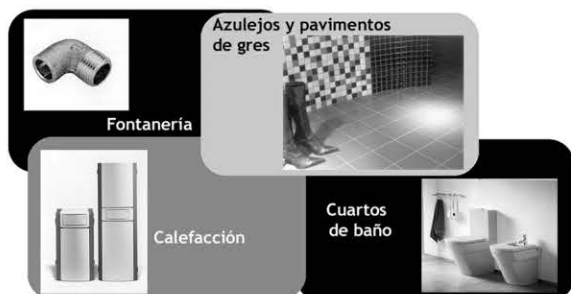 Azulejos y pavimentos
de gres
Fontanería
Calefacción
Cuartos
de baño